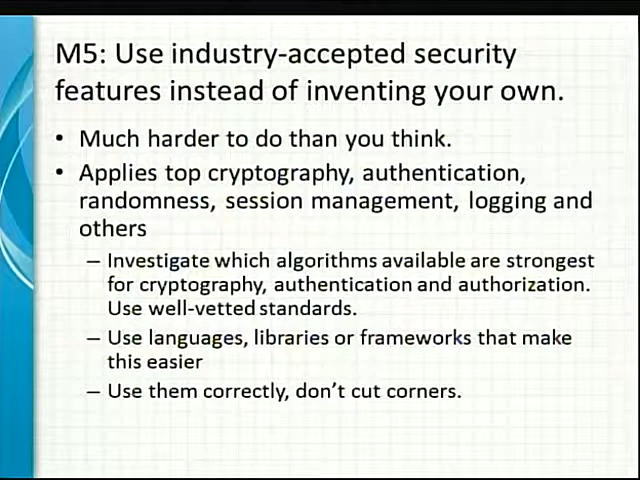 M5: Use industry-accepted security
features instead of inventing your own.
• Much harder to do than you think.
• Applies top cryptography, authentication,
randomness, session management, logging and
others
– Investigate which algorithms available are strongest
for cryptography, authentication and authorization.
Use well-vetted standards.
– Use languages, libraries or frameworks that make
this easier
– Use them correctly, don't cut corners.